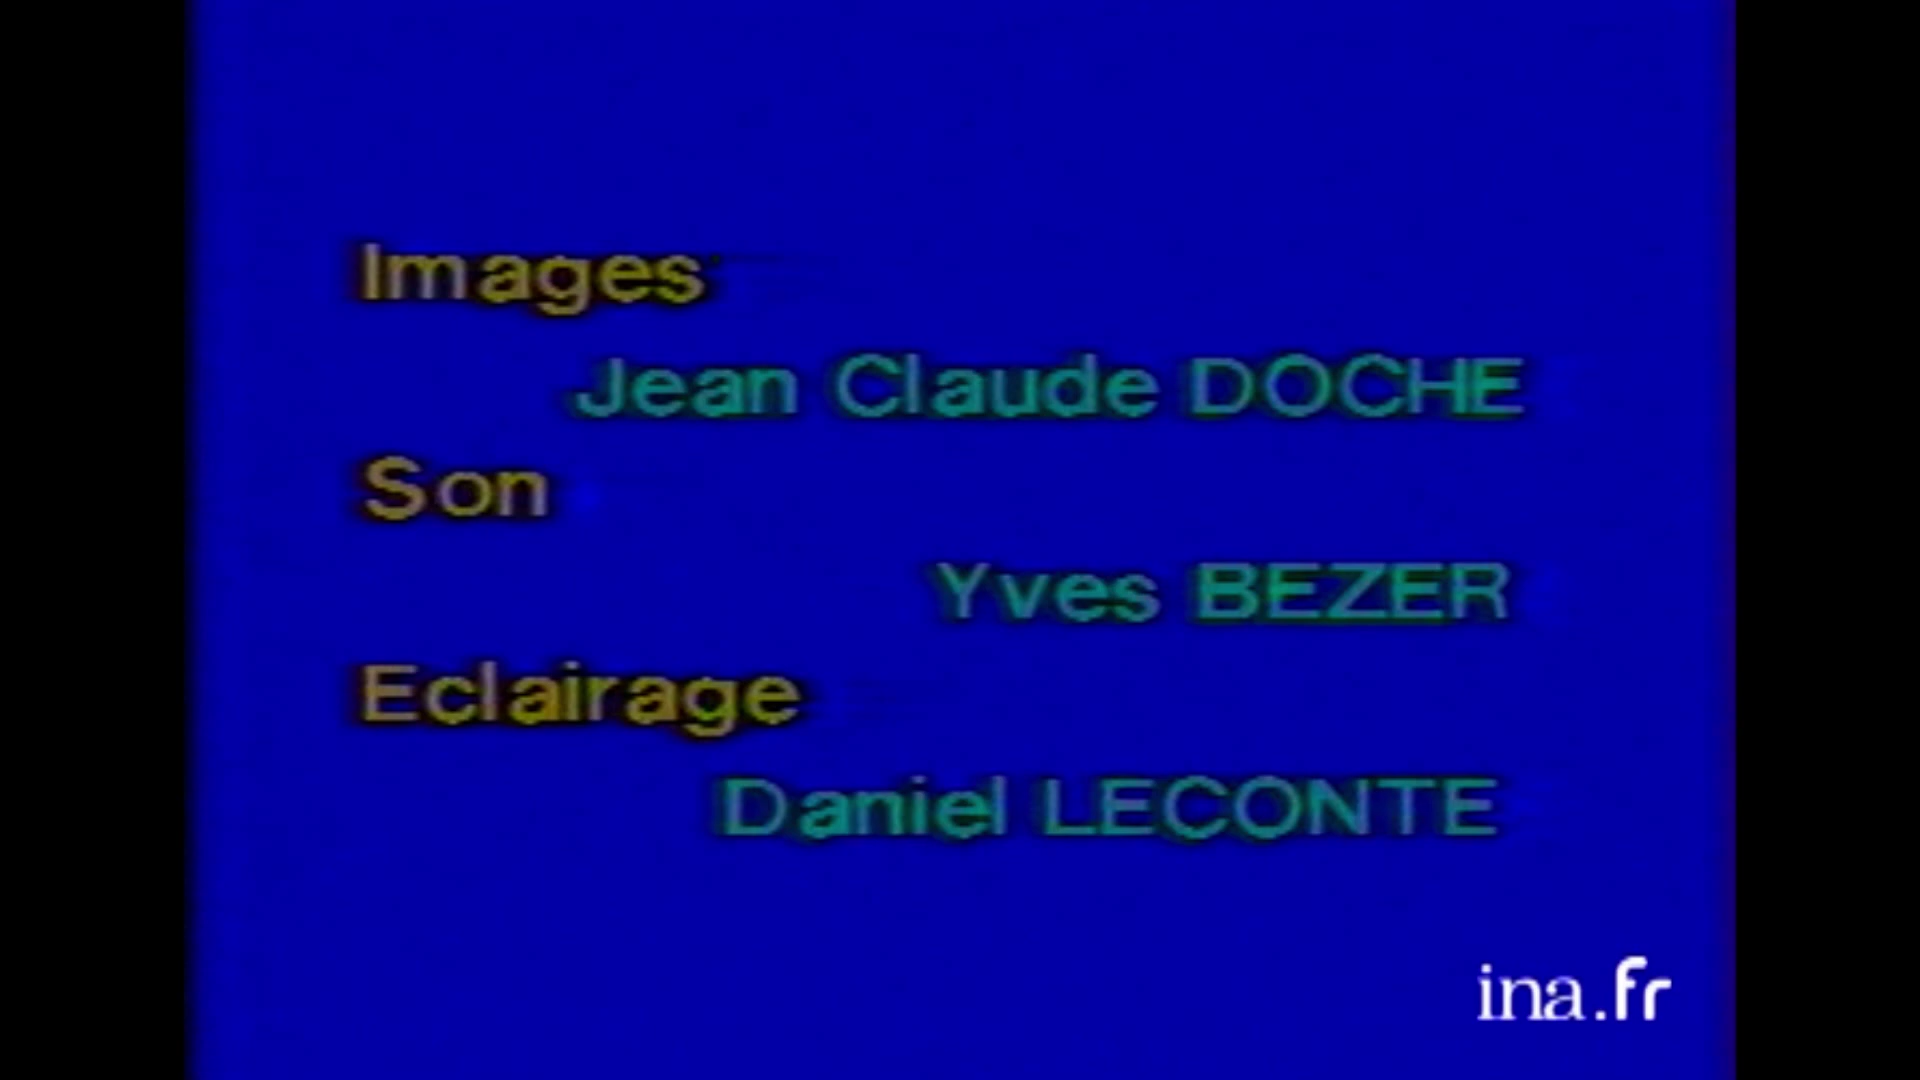 Images
Jean Claude DOCHE
Son
Yves BEZER
Eclairage
Daniel LECONTE
ina.fr